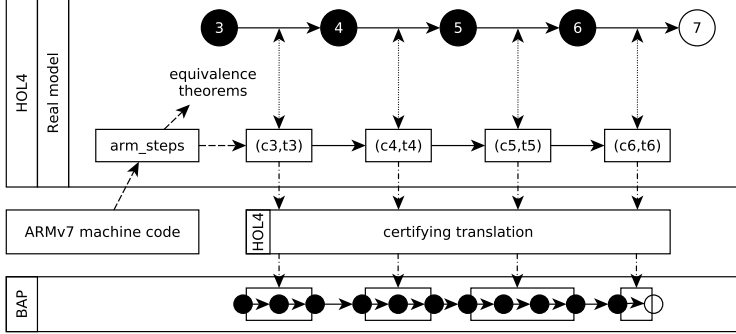 HOL4
Real model
3
4
5
6
7
equivalence
theorems
arm_steps
(c3,t3)
(c4,t4)
(c5,t5)
(c6,t6)
ARMv7 machine code
HOL4
certifying translation
BAP